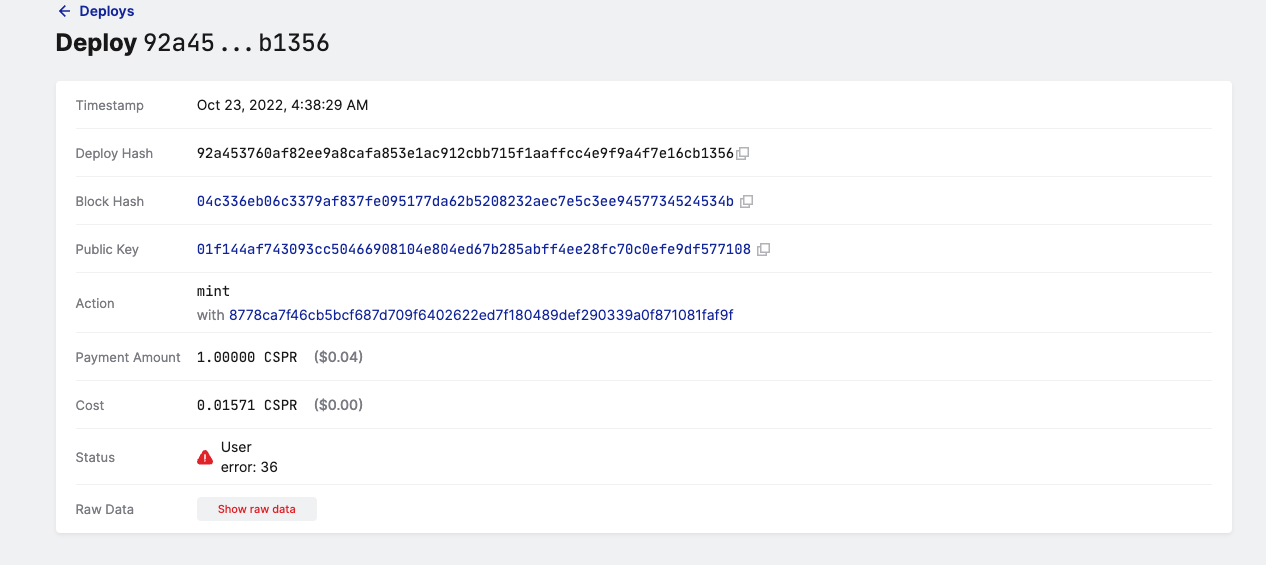 ← Deploys
Deploy 92a45...b1356
Timestamp Oct 23, 2022, 4:38:29 AM
Deploy Hash 92a453760af82ee9a8cafa853e1ac912cbb715f1aaffcc4e9f9a4f7e16cb1356
Block Hash 04c336eb06c3379af837fe095177da62b5208232aec7e5c3ee9457734524534b
Public Key 01f144af743093cc50466908104e804ed67b285abff4ee28fc70c0efe9df577108
Action mint
with 8778ca7f46cb5bcf687d709f6402622ed7f180489def290339a0f871081faf9f
Payment Amount 1.00000 CSPR ($0.04)
Cost 0.01571 CSPR ($0.00)
Status User
error: 36
Raw Data Show raw data